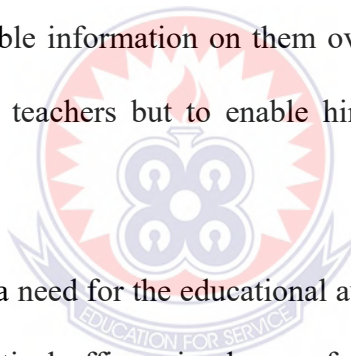 ble information on them ov
teachers but to enable hi
a need for the educational a
EDUCATION FOR SERVICE